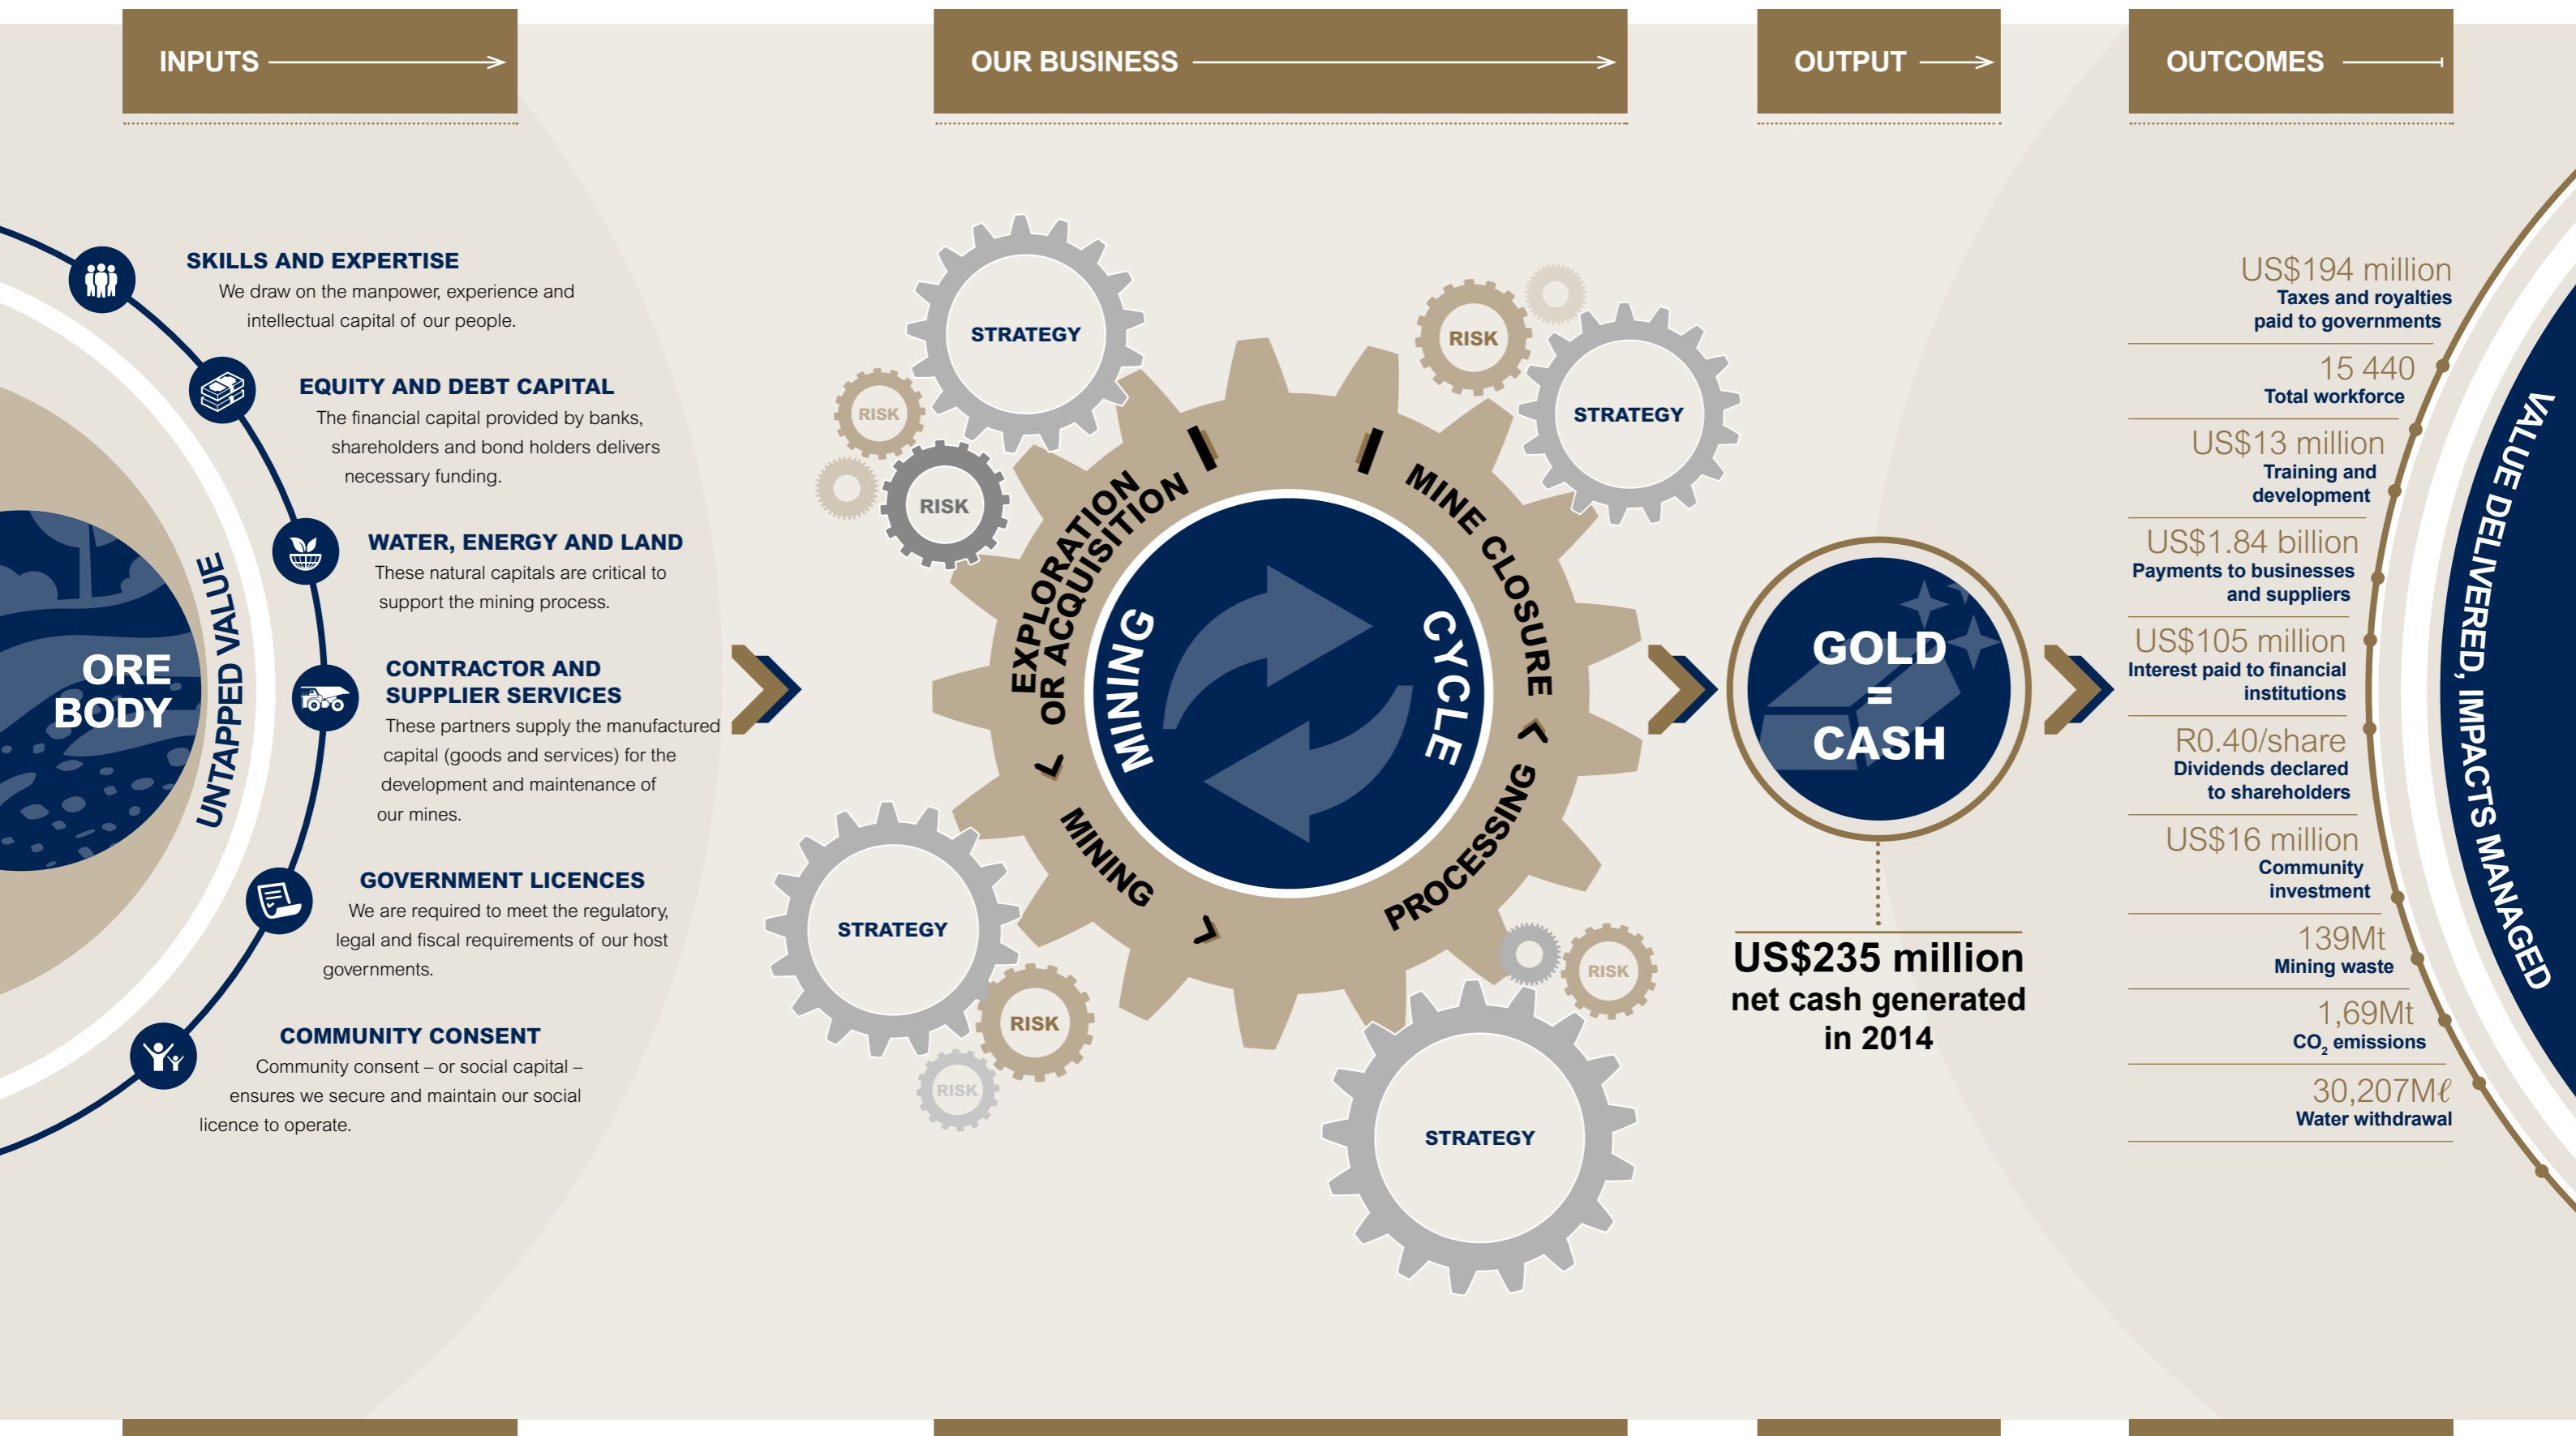 INPUTS
OUR BUSINESS
OUTPUT
OUTCOMES
ORE
BODY
UNTAPPED VALUE
SKILLS AND EXPERTISE
We draw on the manpower, experience and
intellectual capital of our people.
EQUITY AND DEBT CAPITAL
The financial capital provided by banks,
shareholders and bond holders delivers
necessary funding.
WATER, ENERGY AND LAND
These natural capitals are critical to
support the mining process.
CONTRACTOR AND
SUPPLIER SERVICES
These partners supply the manufactured
capital (goods and services) for the
development and maintenance of
our mines.
GOVERNMENT LICENCES
We are required to meet the regulatory,
legal and fiscal requirements of our host
governments.
COMMUNITY CONSENT
Community consent – or social capital –
ensures we secure and maintain our social
licence to operate.
STRATEGY
RISK
RISK
RISK
STRATEGY
EXPLORATION
OR ACQUISITION
MINING
PROCESSING
MINE CLOSURE
MINING
CYCLE
STRATEGY
RISK
RISK
RISK
STRATEGY
GOLD
=
CASH
US$235 million
net cash generated
in 2014
US$194 million
Taxes and royalties
paid to governments
15 440
Total workforce
US$13 million
Training and
development
US$1.84 billion
Payments to businesses
and suppliers
US$105 million
Interest paid to financial
institutions
R0.40/share
Dividends declared
to shareholders
US$16 million
Community
investment
139Mt
Mining waste
1,69Mt
CO₂ emissions
30,207Mℓ
Water withdrawal
VALUE DELIVERED, IMPACTS MANAGED